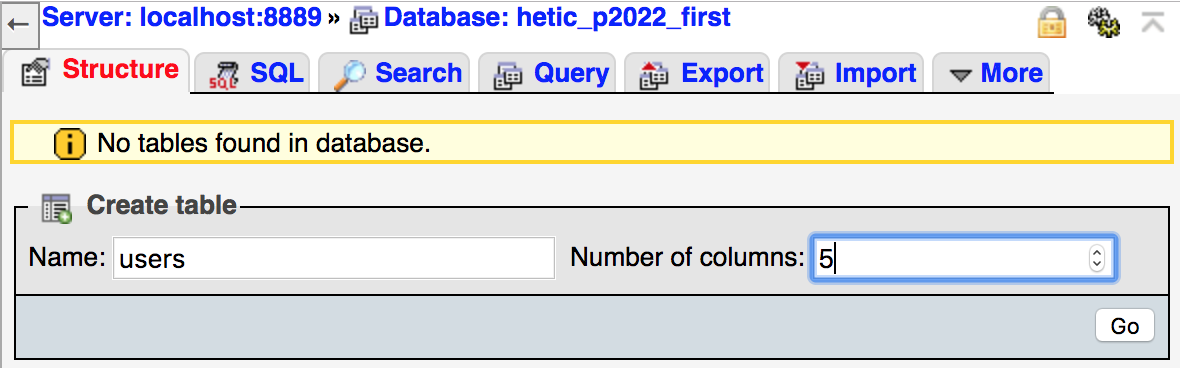 ← Server: localhost:8889 » Database: hetic_p2022_first
Structure SQL Search Query Export Import More
No tables found in database.
Create table
Name: users Number of columns: 5
Go